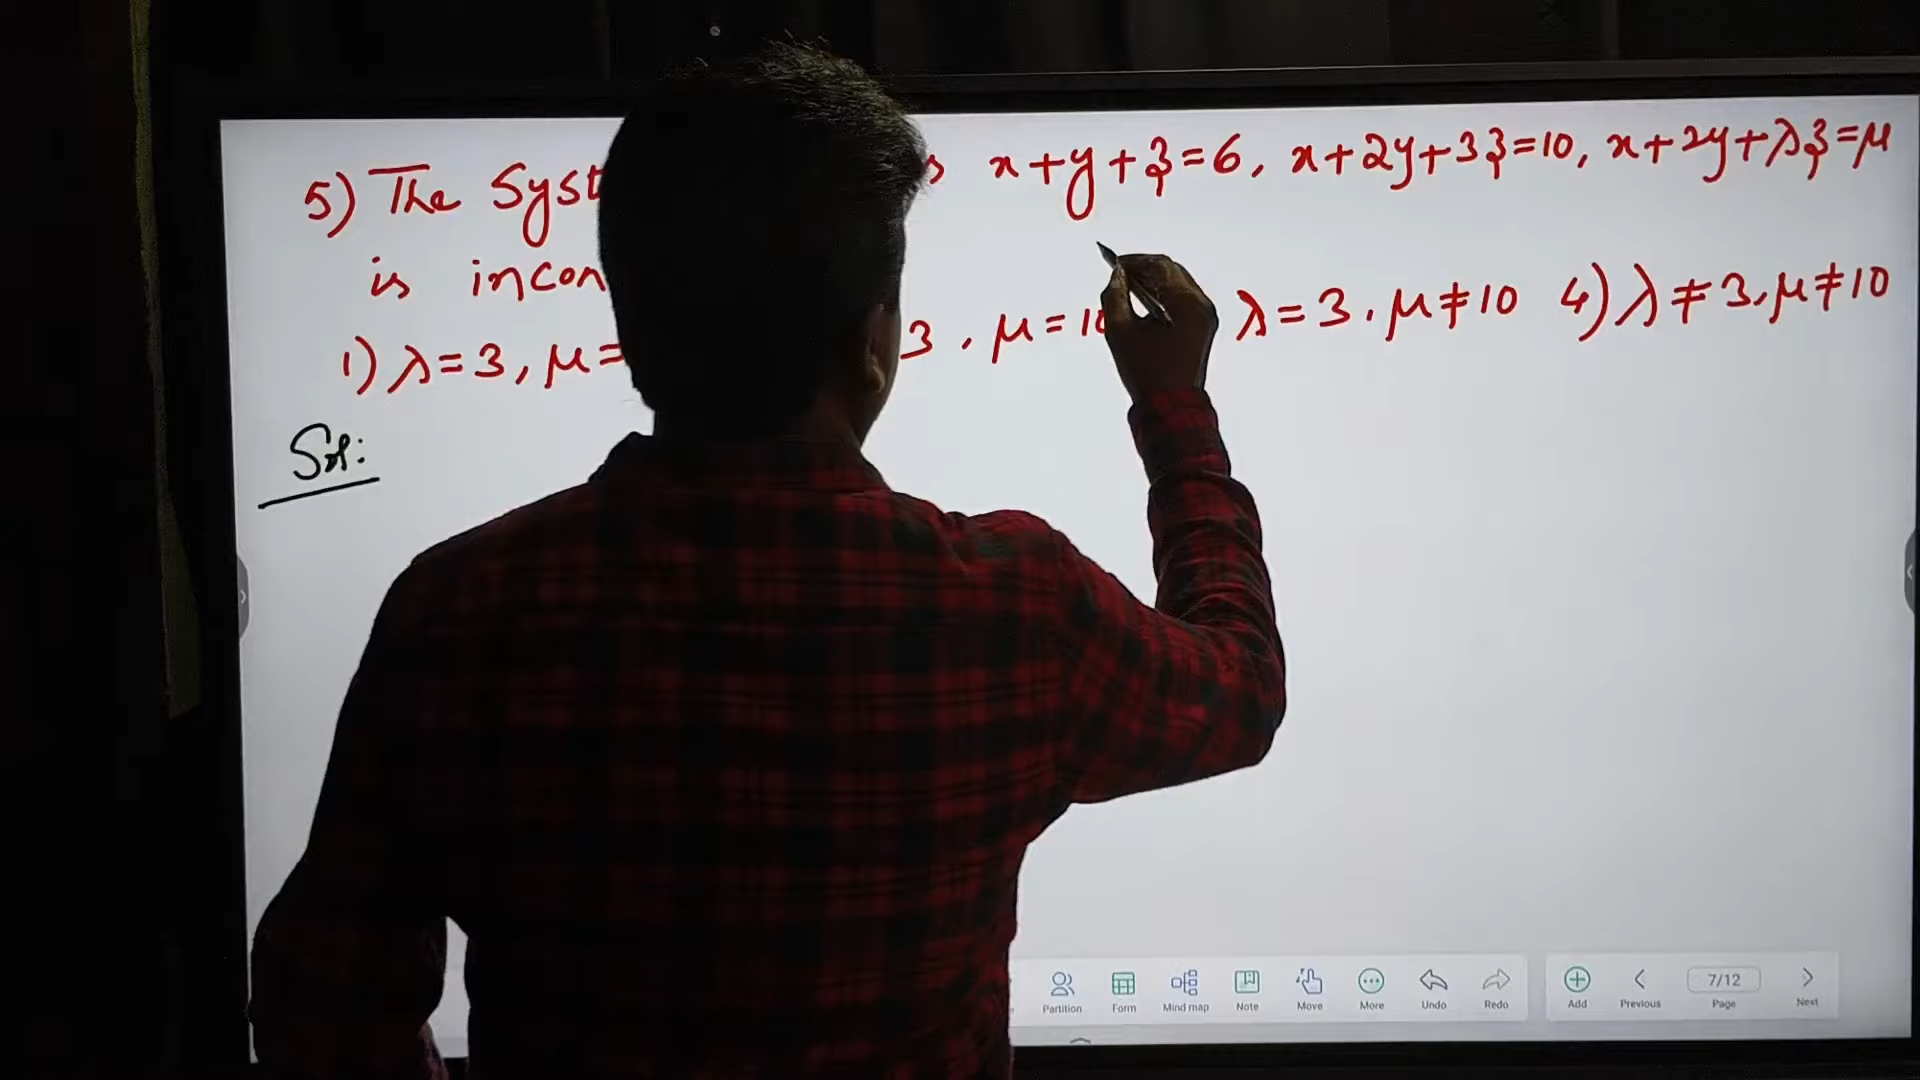 5) The Syst s x+y+z=6, x+2y+3z=10, x+2y+λz=μ
is incon
1) λ=3, μ= 3, μ=10 λ=3, μ≠10 4) λ≠3, μ≠10
Sol:
Partition Form Mind map Note Move More Undo Redo Add Previous 7/12 Page Next